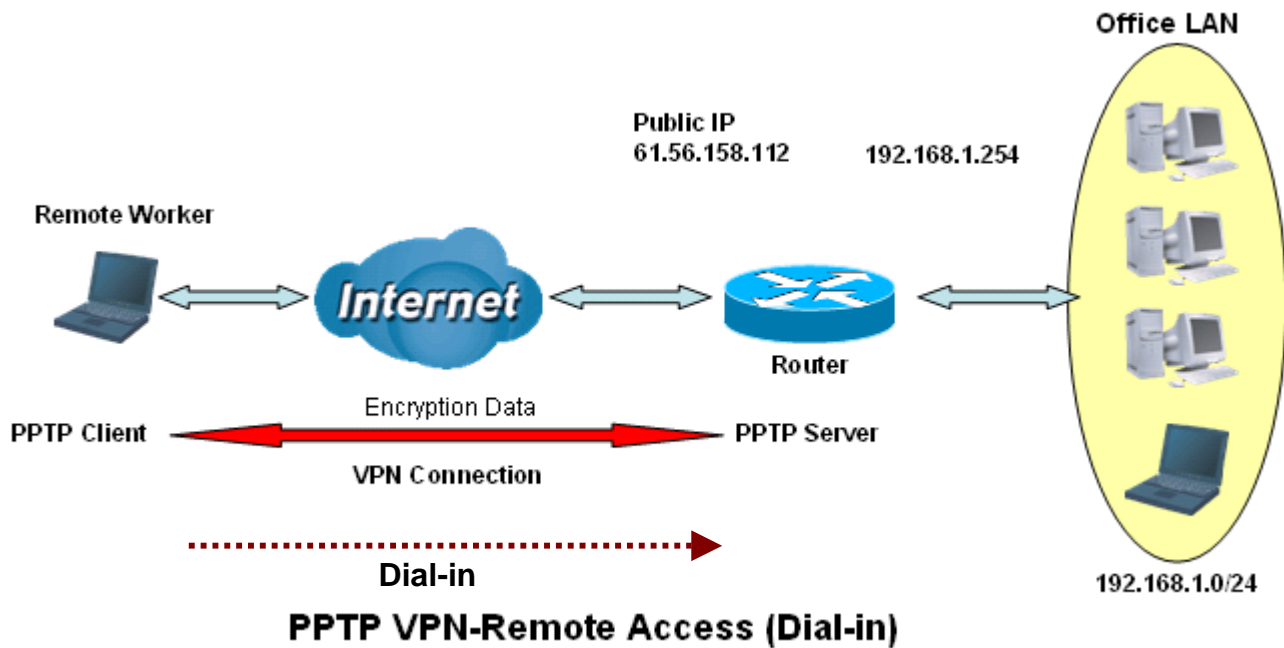 Office LAN
Public IP
61.56.158.112
192.168.1.254
Remote Worker
Internet
Router
Encryption Data
PPTP Client
PPTP Server
VPN Connection
Dial-in
192.168.1.0/24
PPTP VPN-Remote Access (Dial-in)